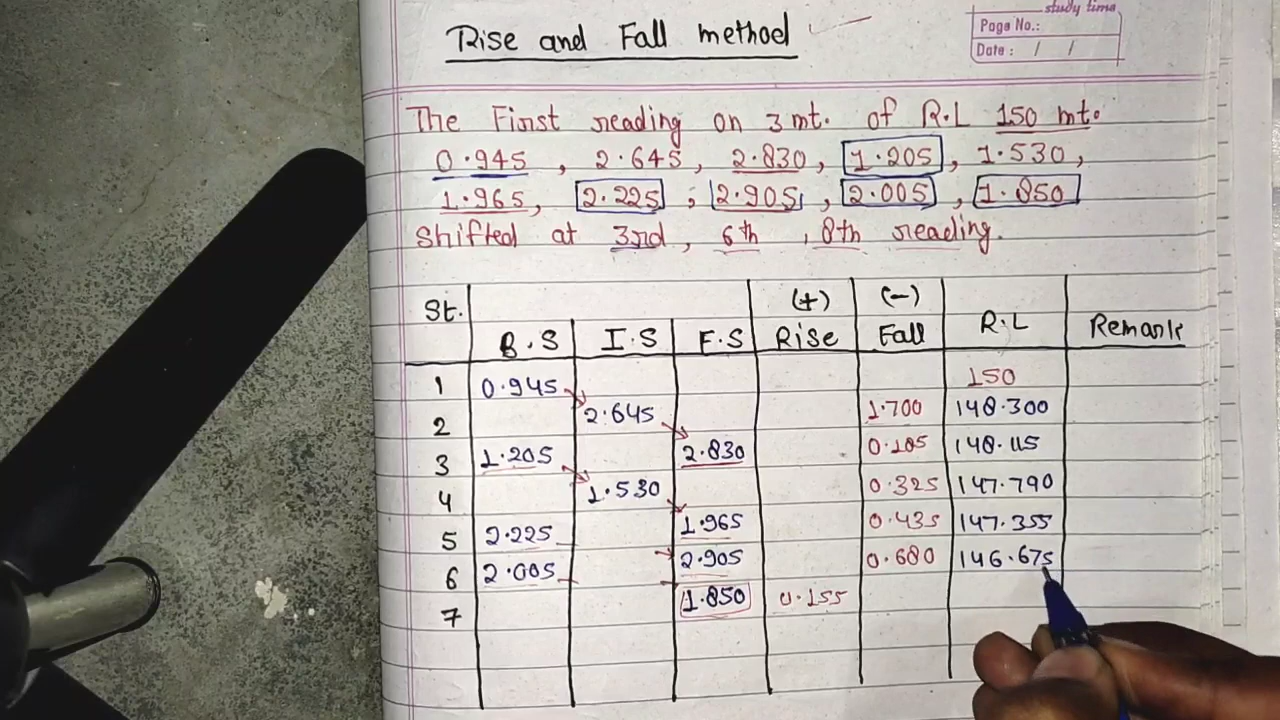 study time
Page No.:
Date : / /
Rise and Fall method
The First reading on 3 mt. of R.L 150 mt.
0.945 , 2.645 , 2.830 , 1.205 , 1.530 ,
1.965 , 2.225 , 2.905 , 2.005 , 1.850
Shifted at 3rd , 6th , 8th reading.
St. B.S I.S F.S (+) Rise (-) Fall R.L Remark
1 0.945 150
2 2.645 1.700 148.300
3 1.205 2.830 0.185 148.115
4 1.530 0.325 147.790
5 2.225 1.965 0.435 147.355
6 2.005 2.905 0.680 146.675
7 1.850 0.155